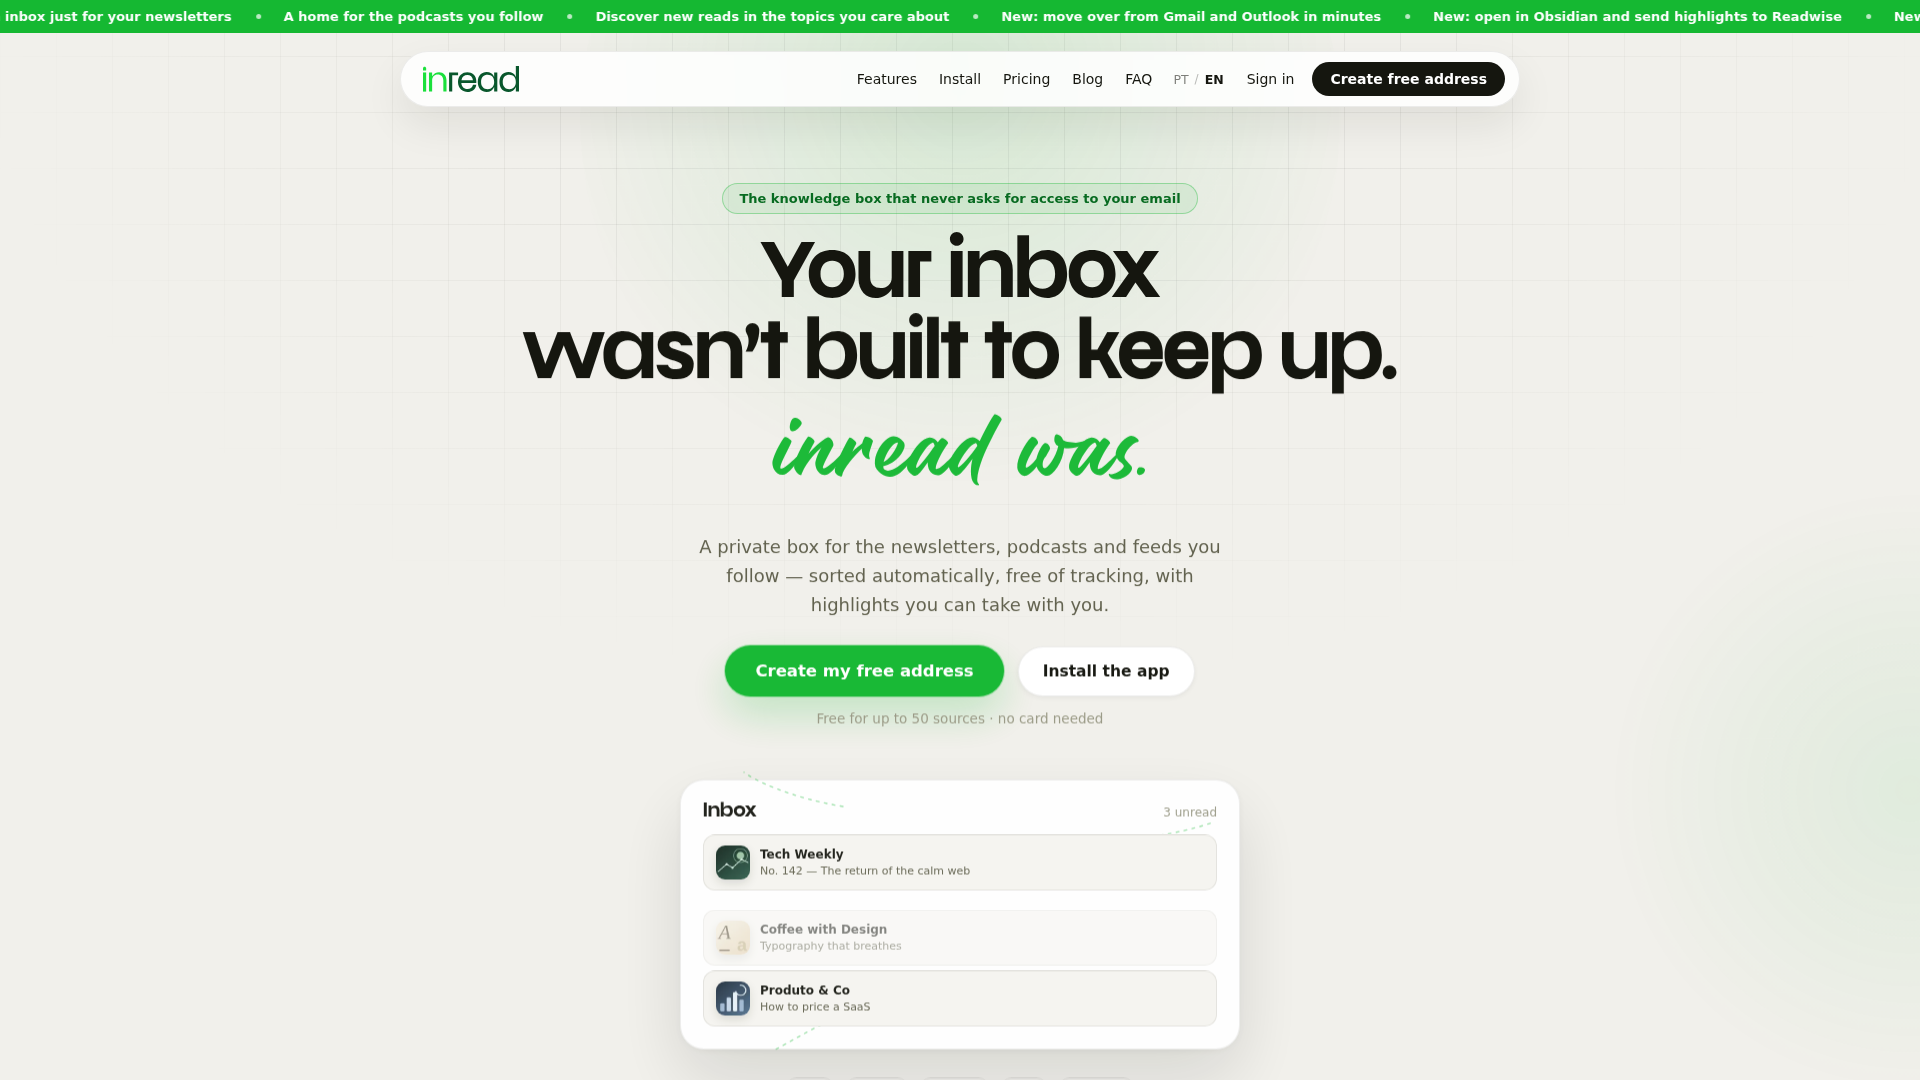 inbox just for your newsletters • A home for the podcasts you follow • Discover new reads in the topics you care about • New: move over from Gmail and Outlook in minutes • New: open in Obsidian and send highlights to Readwise •
inread Features Install Pricing Blog FAQ PT / EN Sign in Create free address
The knowledge box that never asks for access to your email
Your inbox
wasn’t built to keep up.
inread was.
A private box for the newsletters, podcasts and feeds you
follow — sorted automatically, free of tracking, with
highlights you can take with you.
Create my free address Install the app
Free for up to 50 sources · no card needed
Inbox 3 unread
Tech Weekly
No. 142 — The return of the calm web
A a
Coffee with Design
Typography that breathes
Produto & Co
How to price a SaaS